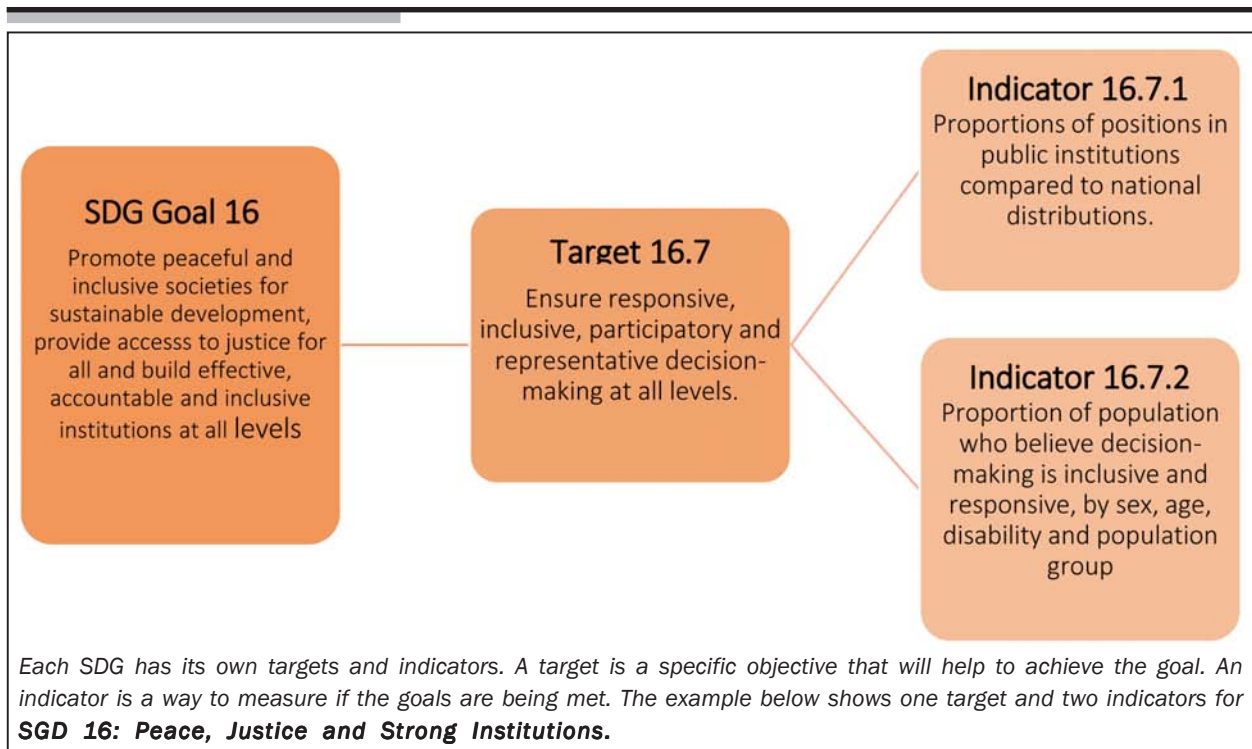 SDG Goal 16
Promote peaceful and
inclusive societies for
sustainable development,
provide accesss to justice for
all and build effective,
accountable and inclusive
institutions at all levels
Target 16.7
Ensure responsive,
inclusive, participatory and
representative decision-
making at all levels.
Indicator 16.7.1
Proportions of positions in
public institutions
compared to national
distributions.
Indicator 16.7.2
Proportion of population
who believe decision-
making is inclusive and
responsive, by sex, age,
disability and population
group
Each SDG has its own targets and indicators. A target is a specific objective that will help to achieve the goal. An
indicator is a way to measure if the goals are being met. The example below shows one target and two indicators for
SGD 16: Peace, Justice and Strong Institutions.